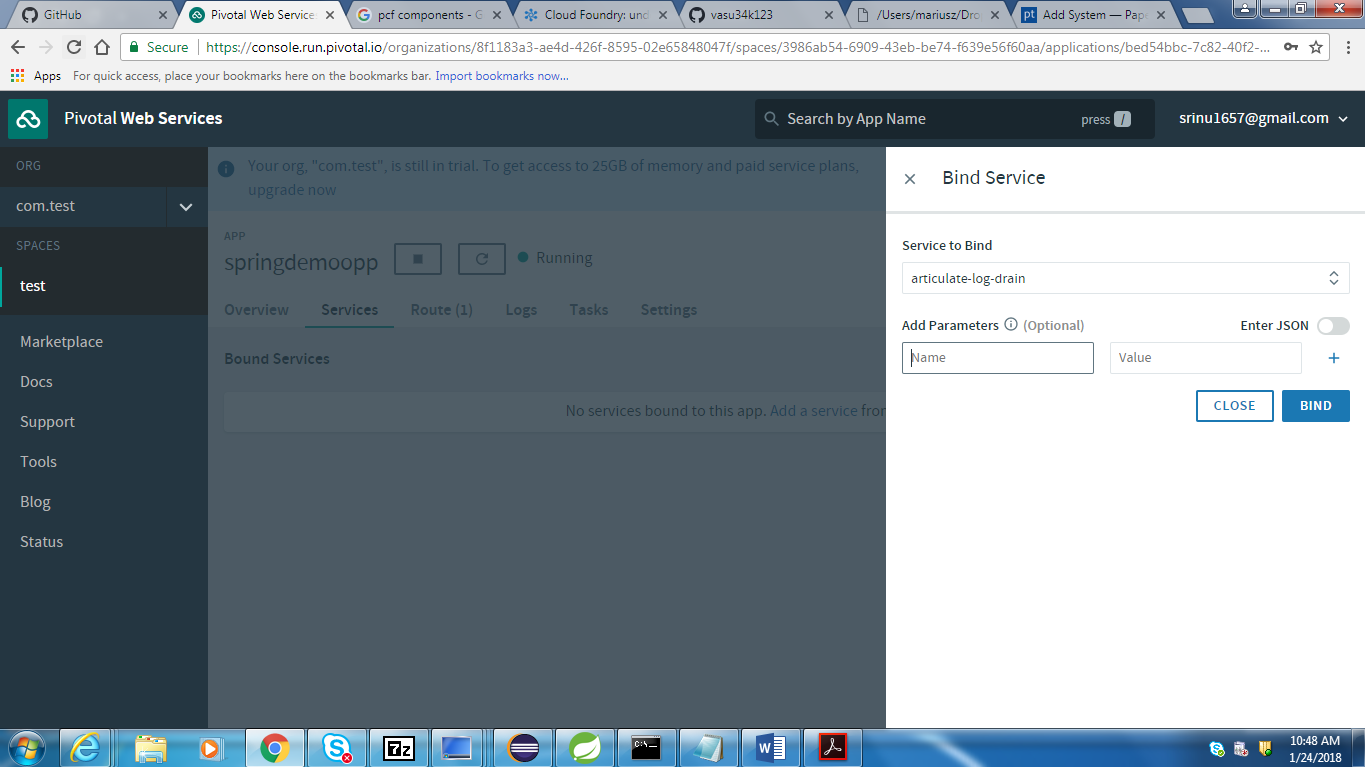 GitHub
Pivotal Web Service
pcf components - G
Cloud Foundry: und
vasu34k123
/Users/mariusz/Dro
Add System — Pape
Secure
https://console.run.pivotal.io/organizations/8f1183a3-ae4d-426f-8595-02e65848047f/spaces/3986ab54-6909-43eb-be74-f639e56f60aa/applications/bed54bbc-7c82-40f2-...
Apps
For quick access, place your bookmarks here on the bookmarks bar. Import bookmarks now...
Pivotal Web Services
Search by App Name
press /
srinu1657@gmail.com
ORG
com.test
SPACES
test
Marketplace
Docs
Support
Tools
Blog
Status
Your org, "com.test", is still in trial. To get access to 25GB of memory and paid service plans,
upgrade now
APP
springdemoopp
Running
Overview
Services
Route (1)
Logs
Tasks
Settings
Bound Services
No services bound to this app. Add a service from
Bind Service
Service to Bind
articulate-log-drain
Add Parameters (Optional)
Enter JSON
Name
Value
CLOSE
BIND
pt
7z
C:\
10:48 AM
1/24/2018